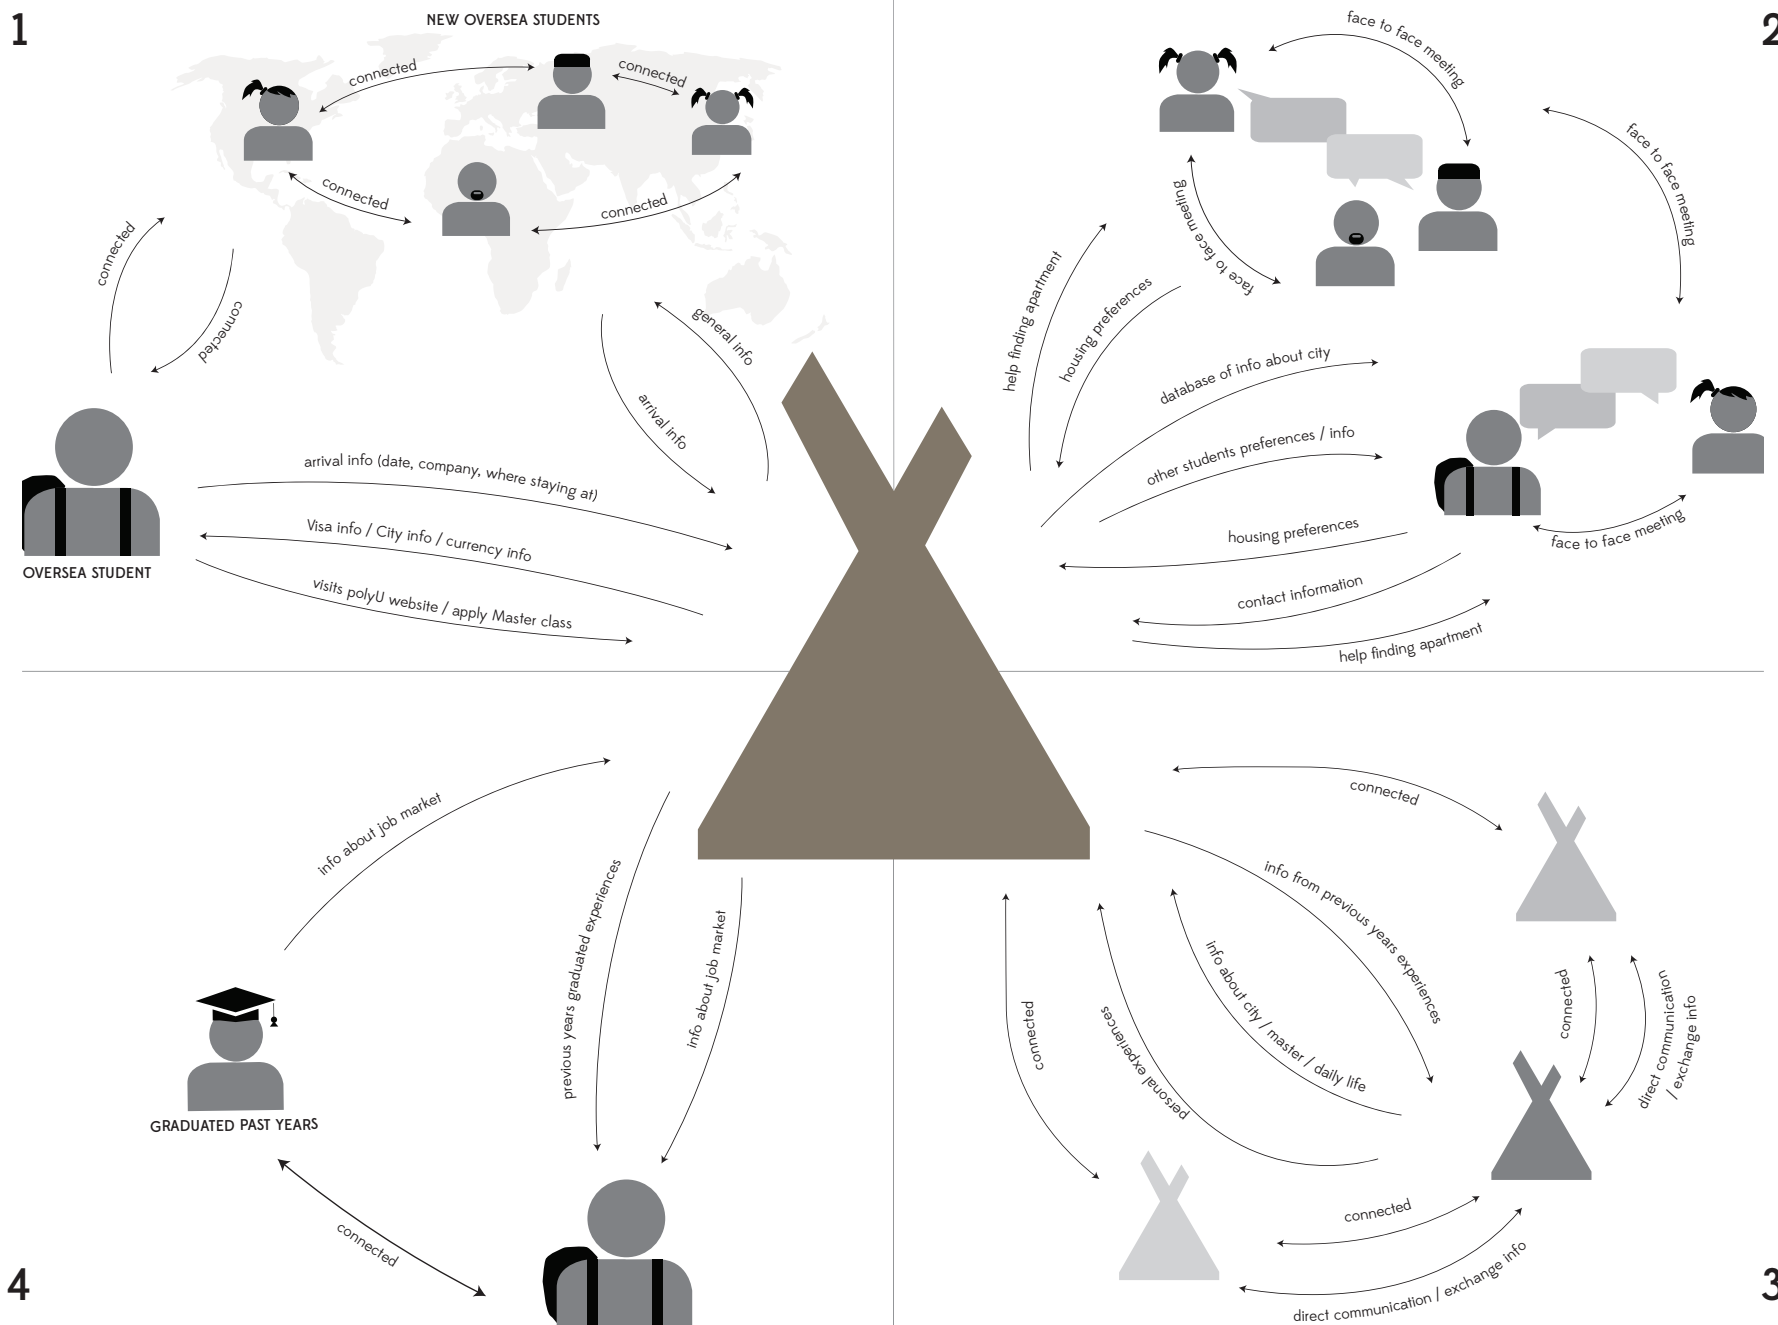 1
NEW OVERSEA STUDENTS
connected
connected
connected
connected
connected
connected
general info
arrival info
arrival info (date, company, where staying at)
Visa info / City info / currency info
visits polyU website / apply Master class
OVERSEA STUDENT
2
face to face meeting
face to face meeting
face to face meeting
help finding apartment
housing preferences
database of info about city
other students preferences / info
housing preferences
face to face meeting
contact information
help finding apartment
info about job market
previous years graduated experiences
info about job market
GRADUATED PAST YEARS
connected
4
connected
info from previous years experiences
info about city / master / daily life
personal experiences
connected
connected
direct communication
/ exchange info
connected
direct communication / exchange info
3